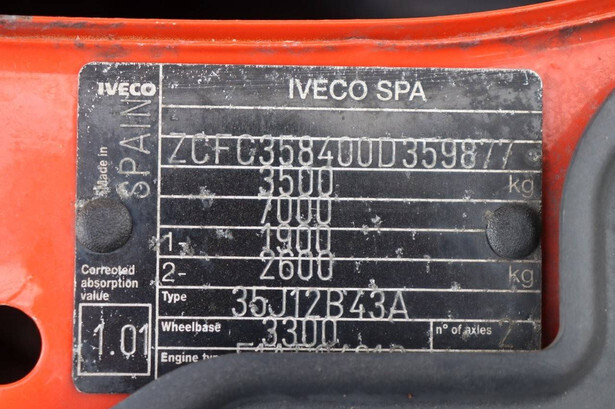 IVECO
IVECO SPA
Made in SPAIN
ZCFC358400D359877
3500 kg
7000
1- 1900
2- 2600 kg
Corrected absorption value
1.01
Type 35J12B43A
Wheelbase 3300 n° of axles 2
Engine